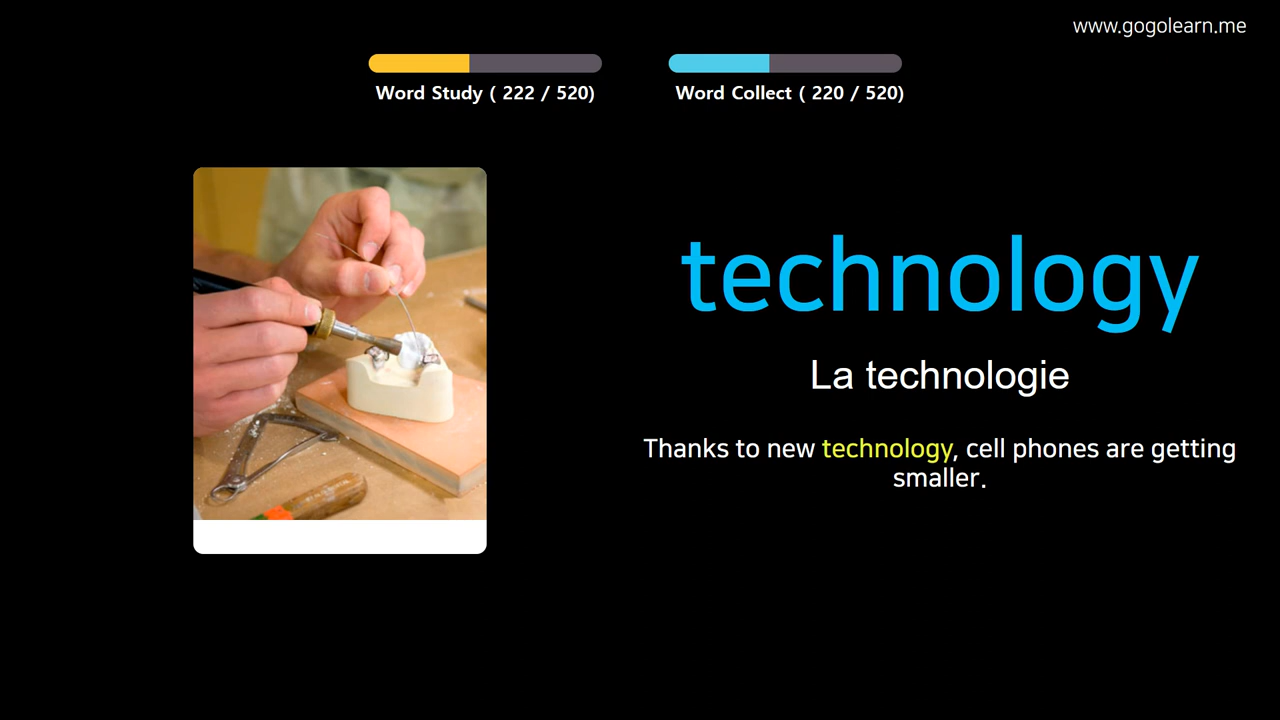 www.gogolearn.me
Word Study ( 222 / 520)
Word Collect ( 220 / 520)
technology
La technologie
Thanks to new technology, cell phones are getting
smaller.